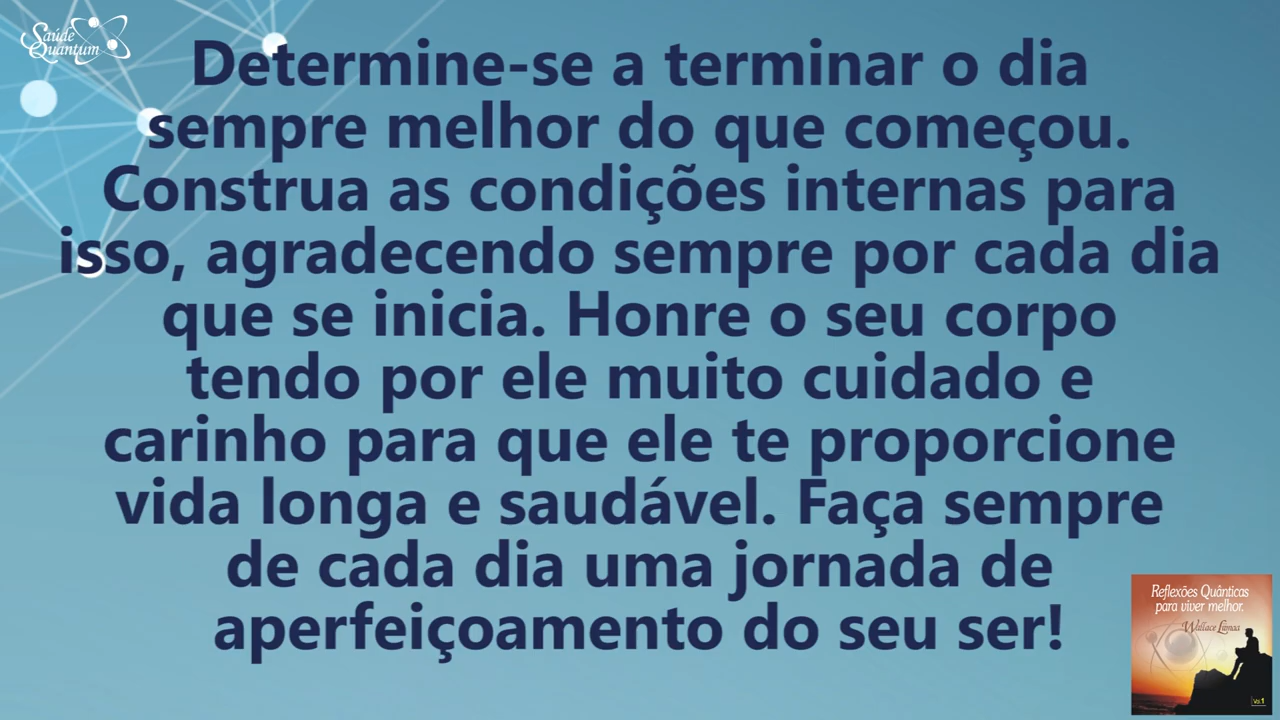 Saúde
Quantum
Determine-se a terminar o dia
sempre melhor do que começou.
Construa as condições internas para
isso, agradecendo sempre por cada dia
que se inicia. Honre o seu corpo
tendo por ele muito cuidado e
carinho para que ele te proporcione
vida longa e saudável. Faça sempre
de cada dia uma jornada de
aperfeiçoamento do seu ser!
Reflexões Quânticas
para viver melhor.
Wallace Limaa
Vol.1